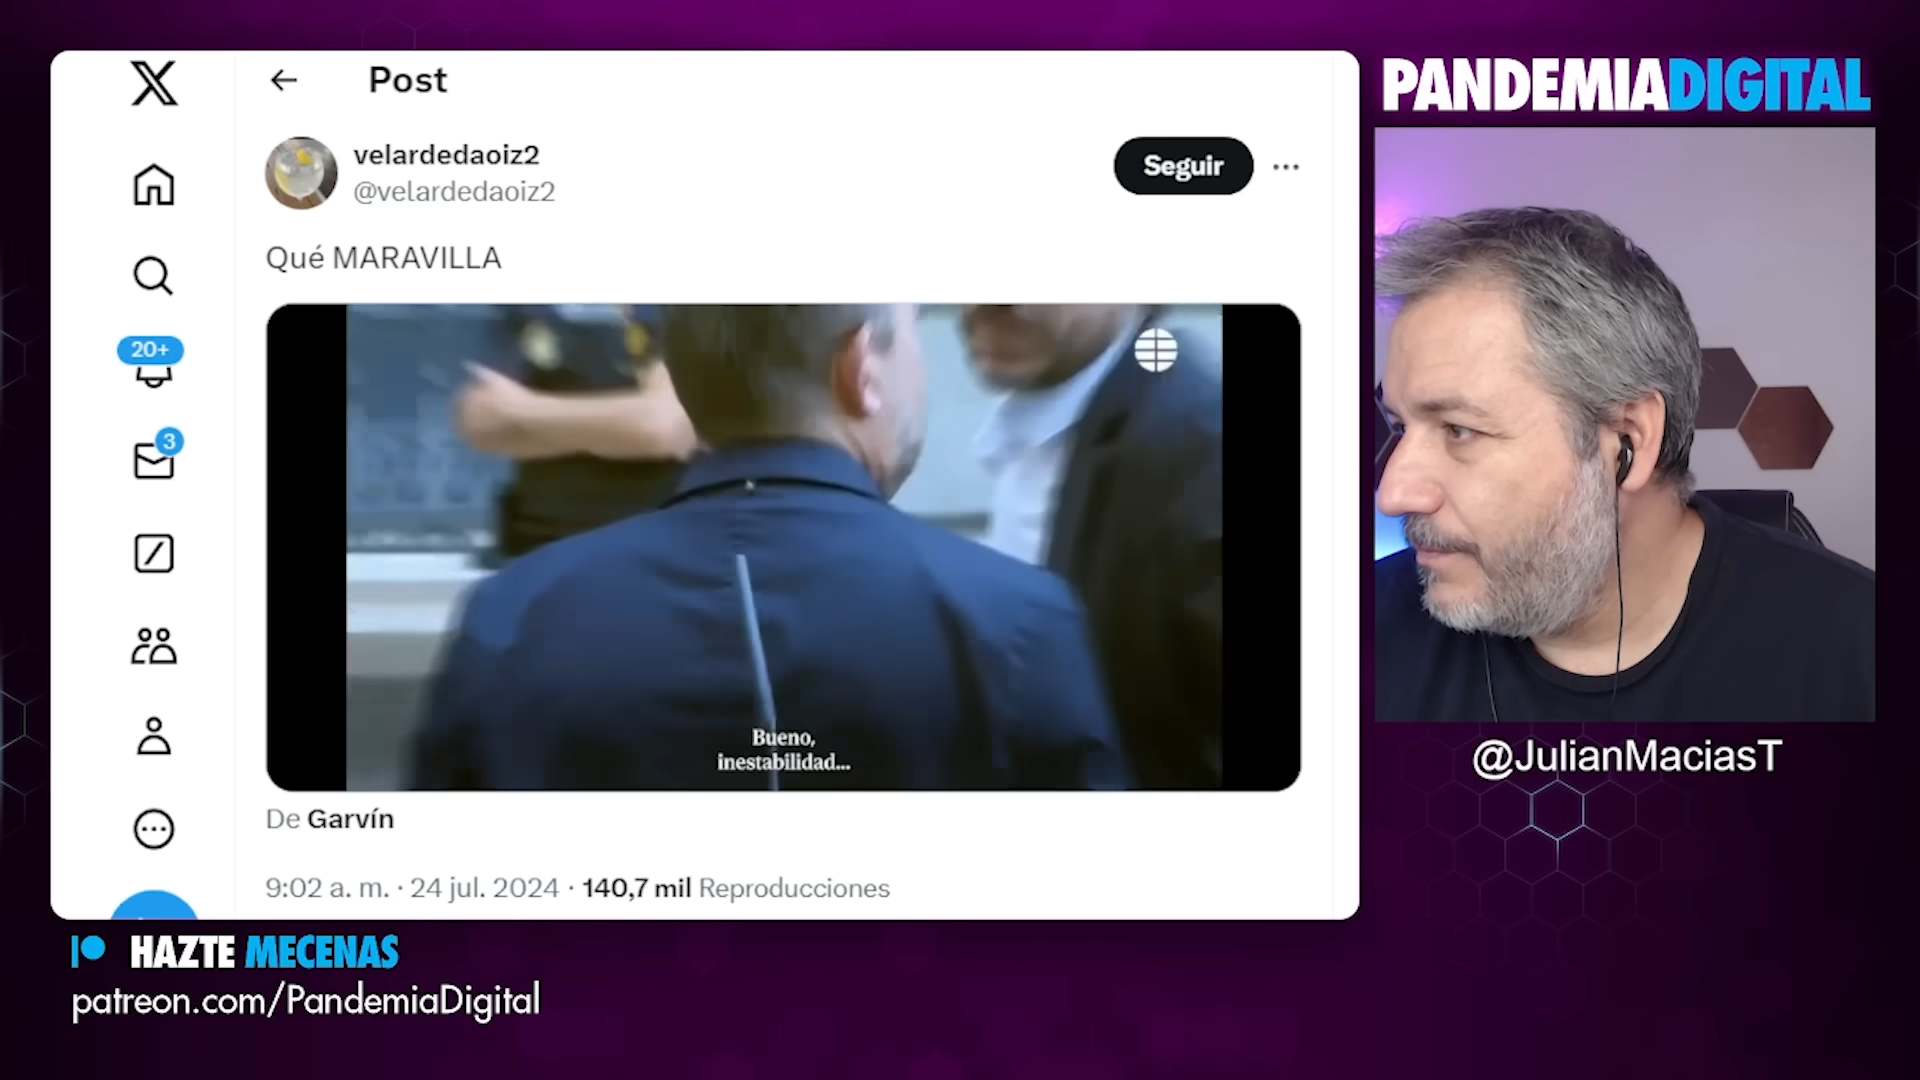 Post
velardedaoiz2
@velardedaoiz2
Seguir
Qué MARAVILLA
20+
3
Bueno,
inestabilidad...
De Garvín
9:02 a. m. · 24 jul. 2024 · 140,7 mil Reproducciones
PANDEMIADIGITAL
@JulianMaciasT
HAZTE MECENAS
patreon.com/PandemiaDigital